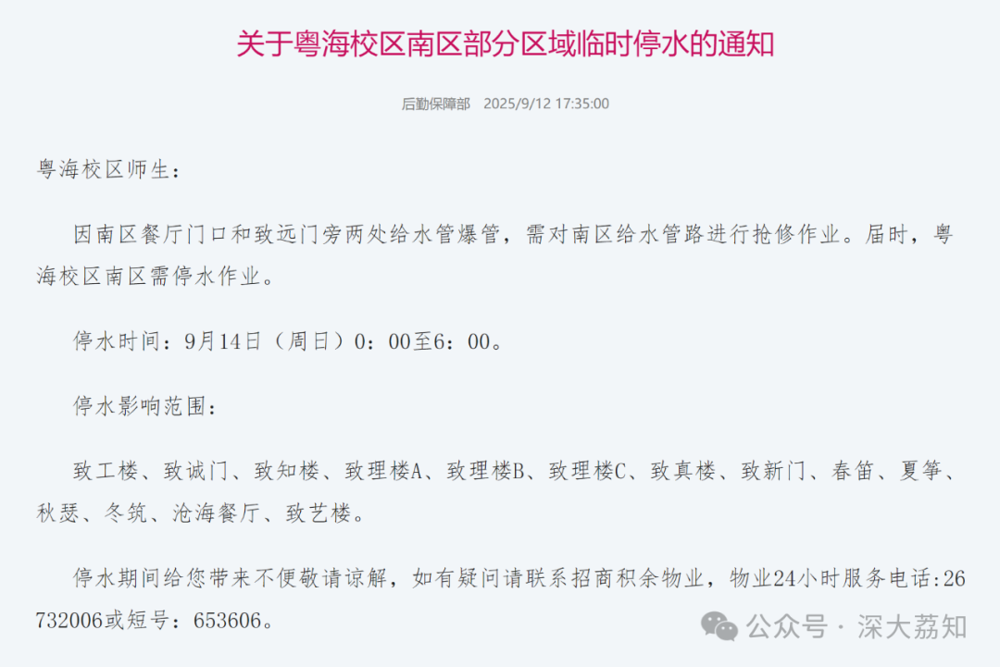 关于粤海校区南区部分区域临时停水的通知
后勤保障部 2025/9/12 17:35:00
粤海校区师生：
因南区餐厅门口和致远门旁两处给水管爆管，需对南区给水管路进行抢修作业。届时，粤
海校区南区需停水作业。
停水时间：9月14日（周日）0：00至6：00。
停水影响范围：
致工楼、致诚门、致知楼、致理楼A、致理楼B、致理楼C、致真楼、致新门、春笛、夏筝、
秋瑟、冬筑、沧海餐厅、致艺楼。
停水期间给您带来不便敬请谅解，如有疑问请联系招商积余物业，物业24小时服务电话:26
732006或短号：653606。
公众号 · 深大荔知